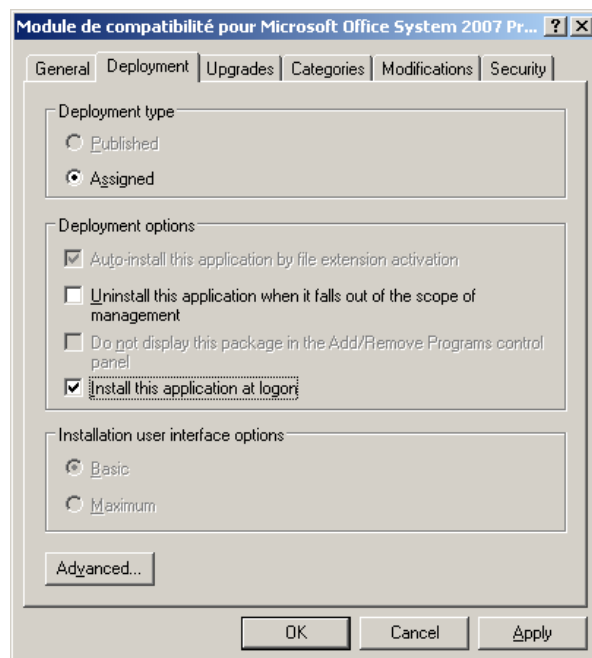 Module de compatibilité pour Microsoft Office System 2007 Pr...
General Deployment Upgrades Categories Modifications Security
Deployment type
Published
Assigned
Deployment options
Auto-install this application by file extension activation
Uninstall this application when it falls out of the scope of
management
Do not display this package in the Add/Remove Programs control
panel
Install this application at logon
Installation user interface options
Basic
Maximum
Advanced...
OK Cancel Apply